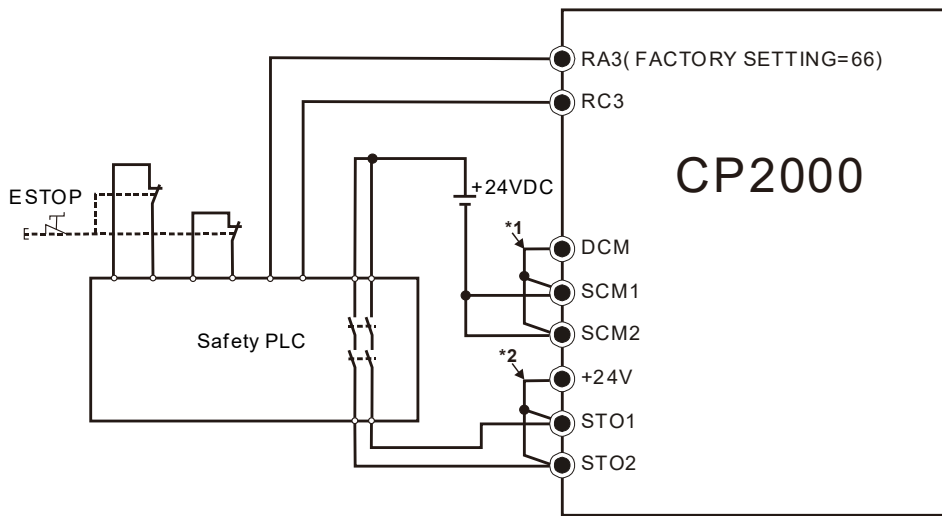 RA3( FACTORY SETTING=66)
RC3
CP2000
ESTOP
+24VDC
*1
DCM
SCM1
SCM2
Safety PLC
*2
+24V
STO1
STO2